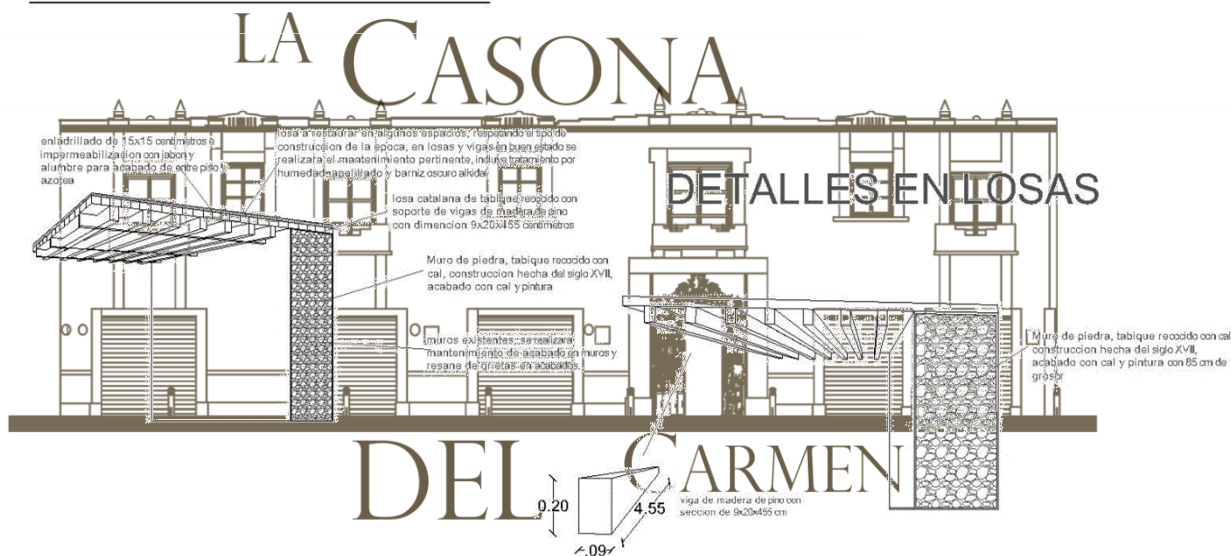 LA CASONA
enladrillado de 15x15 centimetros e
impermeabilizacion con jabon y
alumbre para acabado de entre piso y
azotea
losa a restaurar en algunos espacios, respetando el tipo de
construccion de la epoca, en losas y vigas en buen estado se
realizara el mantenimiento pertinente, incluye tratamiento por
humedad, apolillado y barniz oscuro alkidal
DETALLES EN LOSAS
losa catalana de tabique recocido con
soporte de vigas de madera de pino
con dimencion 9x20x455 centimetros
Muro de piedra, tabique recocido con
cal, construccion hecha del siglo XVII,
acabado con cal y pintura
muros existentes, se realizara
mantenimiento de acabado en muros y
resane de grietas en acabados.
Muro de piedra, tabique recocido con cal
construccion hecha del siglo XVII,
acabado con cal y pintura con 85 cm de
grosor
DEL CARMEN
0.20
4.55
.09
viga de madera de pino con
seccion de 9x20x455 cm